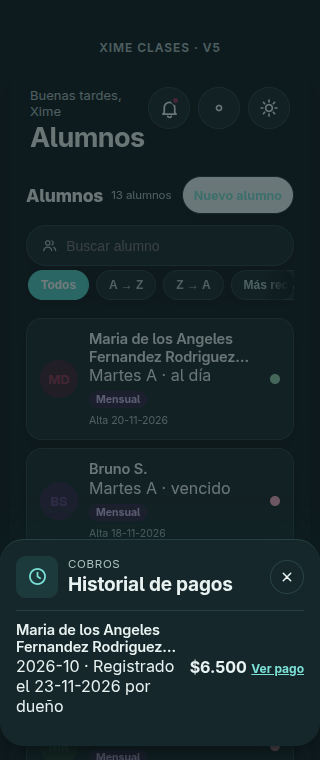 XIME CLASES · V5
Buenas tardes,
Xime
Alumnos
Alumnos 13 alumnos Nuevo alumno
Buscar alumno
Todos A → Z Z → A Más
MD
Maria de los Angeles
Fernandez Rodriguez...
Martes A · al día
Mensual
Alta 20-11-2026
BS
Bruno S.
Martes A · vencido
Mensual
Alta 18-11-2026
COBROS
Historial de pagos
Maria de los Angeles
Fernandez Rodriguez...
2026-10 · Registrado
el 23-11-2026 por
dueño
$6.500 Ver pago
Mensual